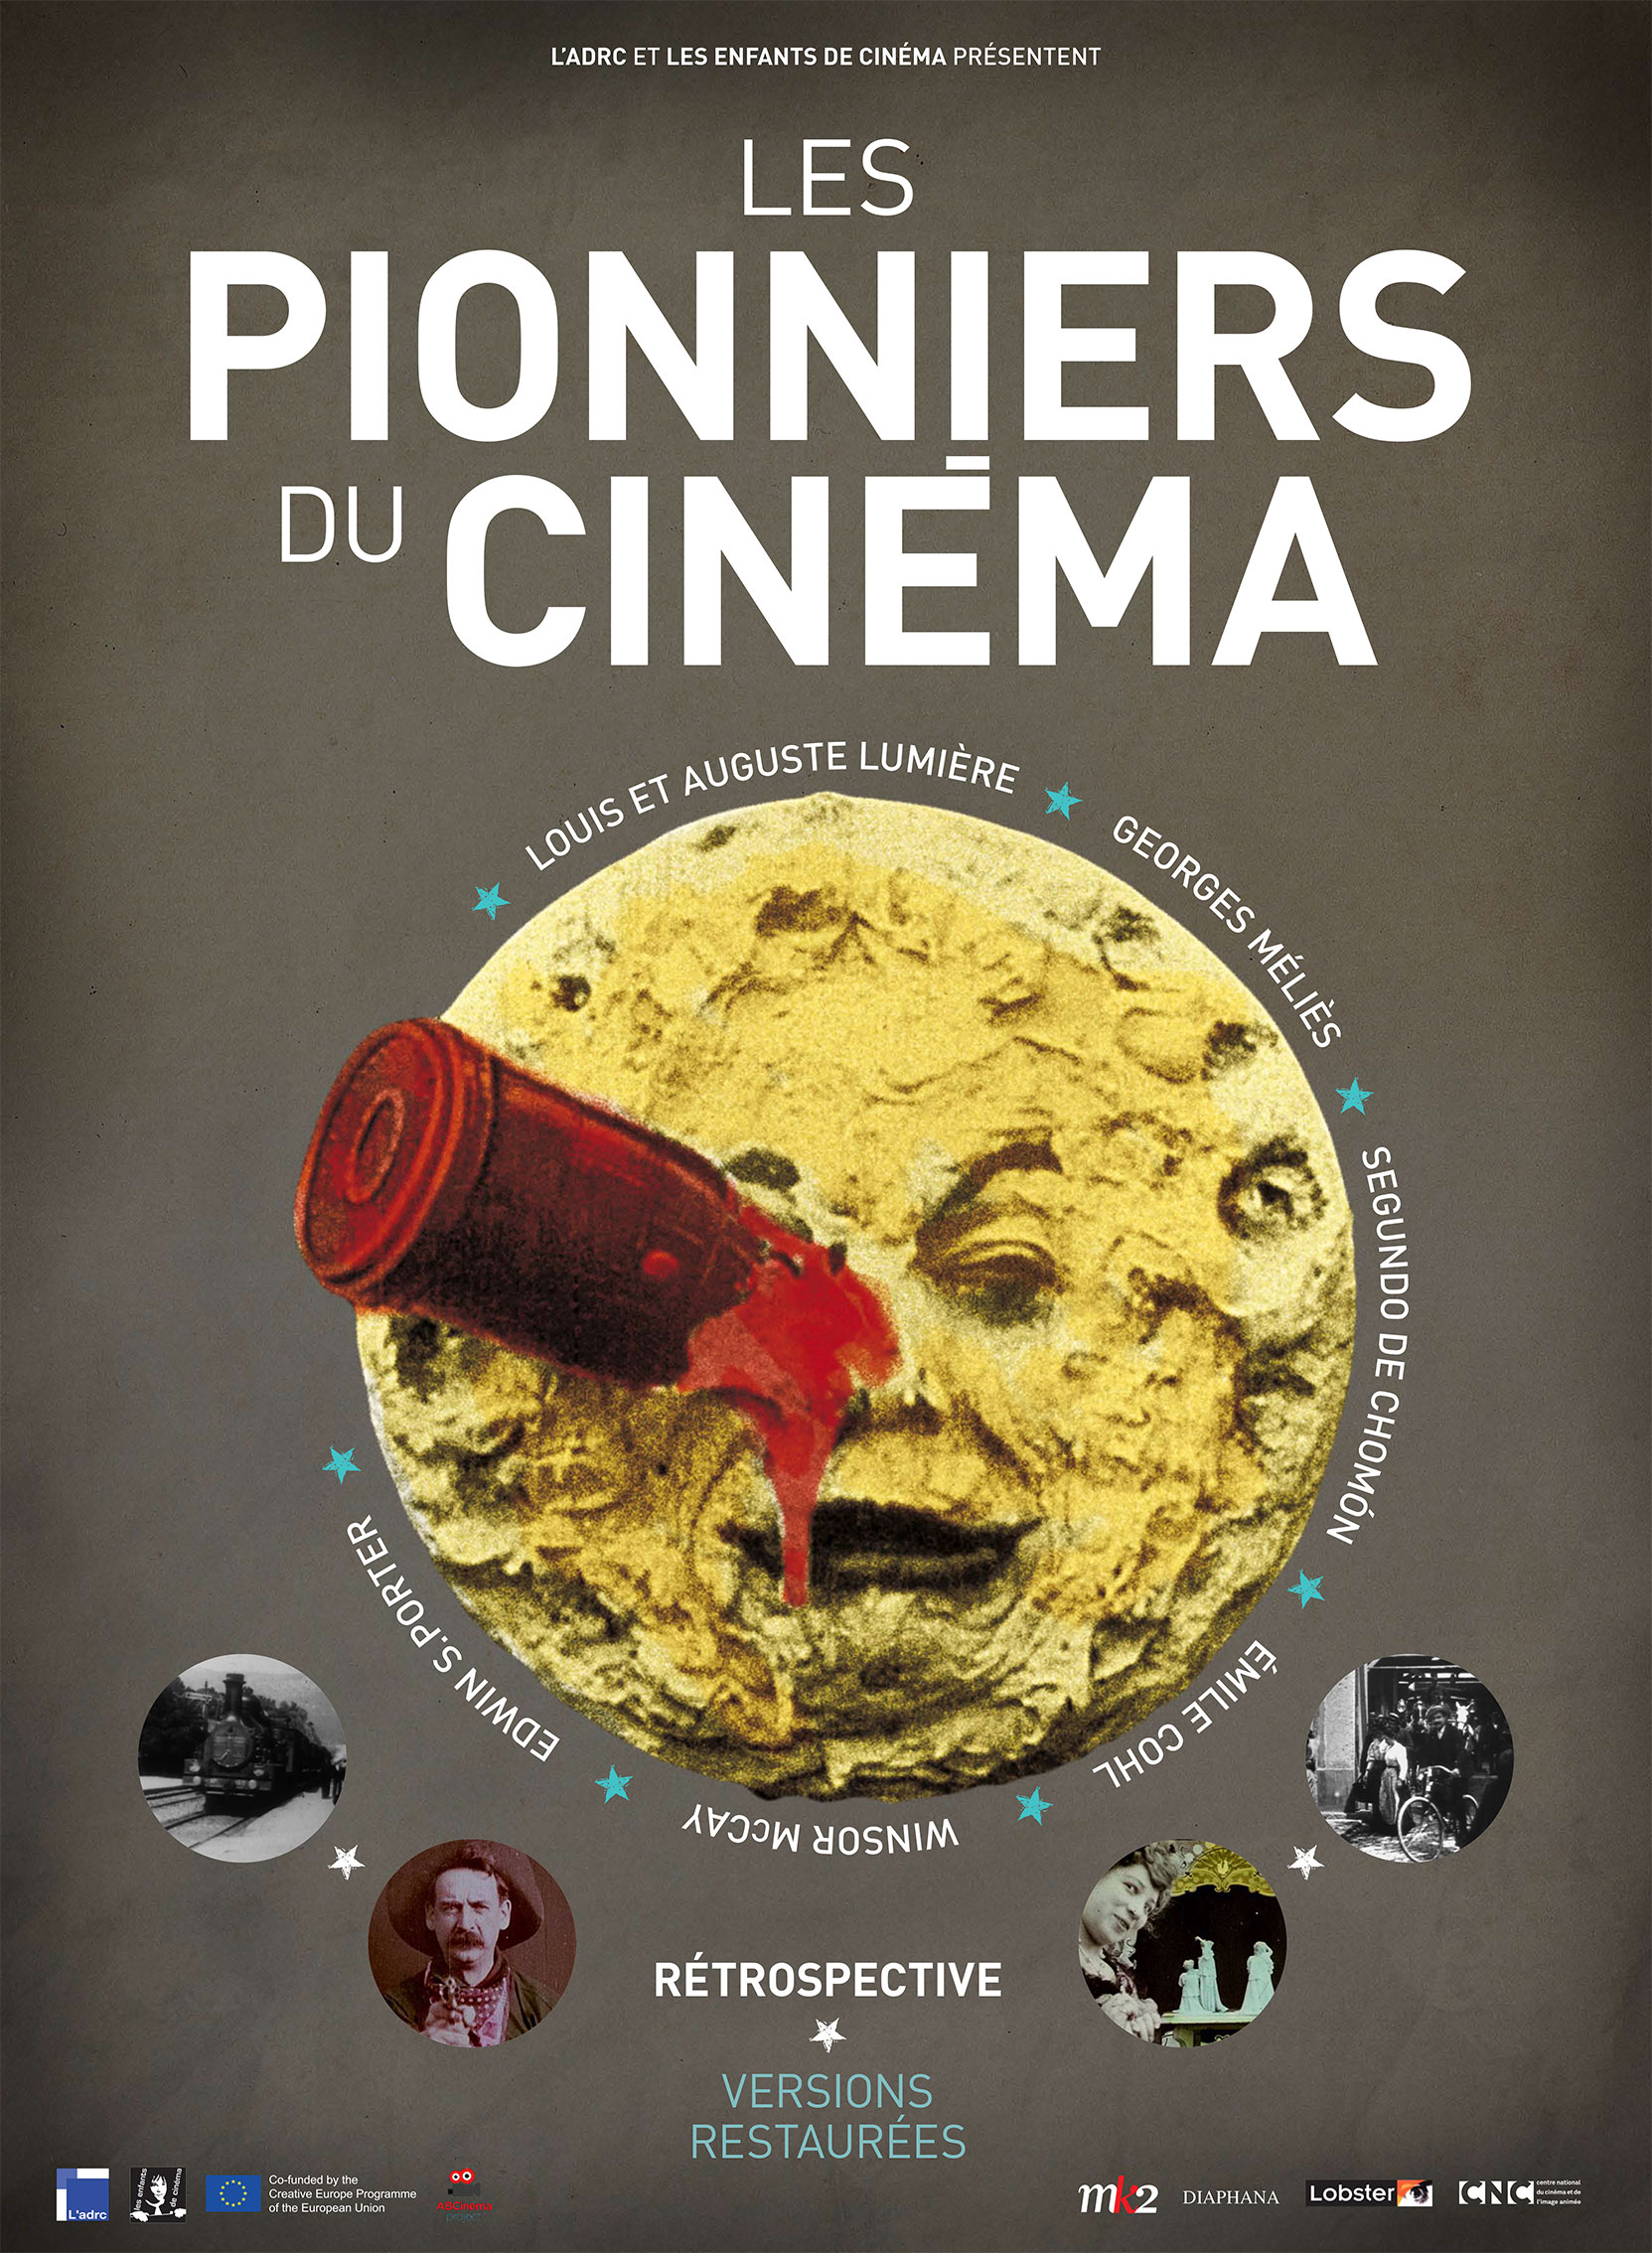 L'ADRC ET LES ENFANTS DE CINÉMA PRÉSENTENT
LES
PIONNIERS
DU CINÉMA
LOUIS ET AUGUSTE LUMIÈRE
GEORGES MÉLIÈS
SEGUNDO DE CHOMÓN
ÉMILE COHL
WINSOR McCAY
EDWIN S.PORTER
RÉTROSPECTIVE
VERSIONS
RESTAURÉES
L'adrc
les enfants
de cinéma
Co-funded by the
Creative Europe Programme
of the European Union
ABCinéma
project
mk2
DIAPHANA
Lobster
CNC
centre national
du cinéma et de
l'image animée